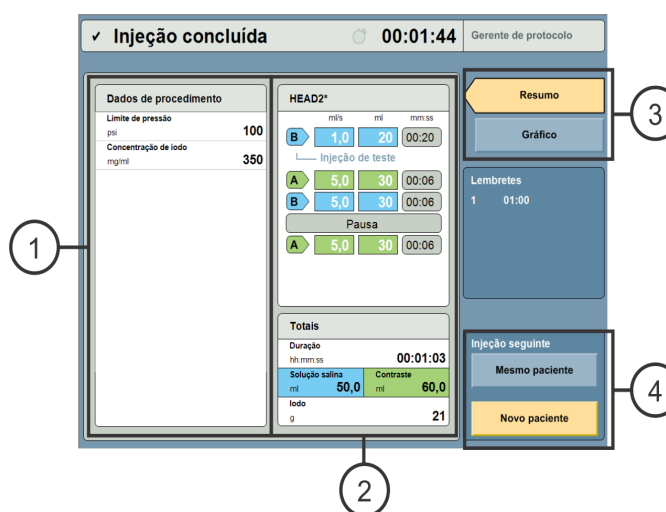 ✓ Injeção concluída 00:01:44 Gerente de protocolo
Dados de procedimento
Limite de pressão
psi 100
Concentração de iodo
mg/ml 350
HEAD2*
ml/s ml mm:ss
B 1,0 20 00:20
Injeção de teste
A 5,0 30 00:06
B 5,0 30 00:06
Pausa
A 5,0 30 00:06
Totais
Duração
hh:mm:ss 00:01:03
Solução salina Contraste
ml 50,0 ml 60,0
Iodo
g 21
Resumo
Gráfico
Lembretes
1 01:00
Injeção seguinte
Mesmo paciente
Novo paciente
1
2
3
4